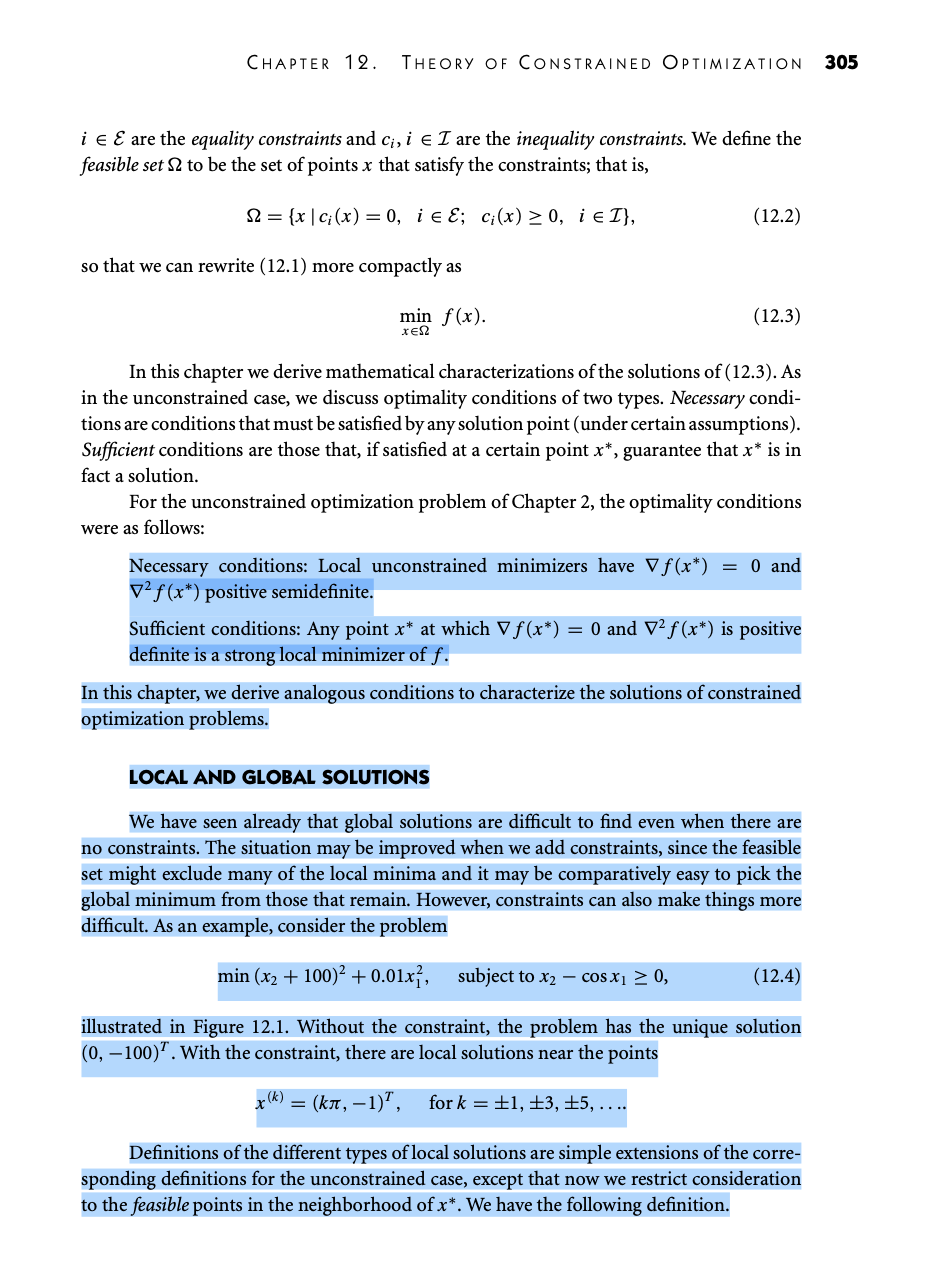 CHAPTER 12. THEORY OF CONSTRAINED OPTIMIZATION 305
i ∈ ℰ are the equality constraints and cᵢ, i ∈ ℐ are the inequality constraints. We define the
feasible set Ω to be the set of points x that satisfy the constraints; that is,
Ω = {x | cᵢ(x) = 0, i ∈ ℰ; cᵢ(x) ≥ 0, i ∈ ℐ}, (12.2)
so that we can rewrite (12.1) more compactly as
min f(x). (12.3)
x∈Ω
In this chapter we derive mathematical characterizations of the solutions of (12.3). As
in the unconstrained case, we discuss optimality conditions of two types. Necessary condi-
tions are conditions that must be satisfied by any solution point (under certain assumptions).
Sufficient conditions are those that, if satisfied at a certain point x*, guarantee that x* is in
fact a solution.
For the unconstrained optimization problem of Chapter 2, the optimality conditions
were as follows:
Necessary conditions: Local unconstrained minimizers have ∇f(x*) = 0 and
∇²f(x*) positive semidefinite.
Sufficient conditions: Any point x* at which ∇f(x*) = 0 and ∇²f(x*) is positive
definite is a strong local minimizer of f.
In this chapter, we derive analogous conditions to characterize the solutions of constrained
optimization problems.
LOCAL AND GLOBAL SOLUTIONS
We have seen already that global solutions are difficult to find even when there are
no constraints. The situation may be improved when we add constraints, since the feasible
set might exclude many of the local minima and it may be comparatively easy to pick the
global minimum from those that remain. However, constraints can also make things more
difficult. As an example, consider the problem
min (x₂ + 100)² + 0.01x₁², subject to x₂ − cos x₁ ≥ 0, (12.4)
illustrated in Figure 12.1. Without the constraint, the problem has the unique solution
(0, −100)ᵀ. With the constraint, there are local solutions near the points
x⁽ᵏ⁾ = (kπ, −1)ᵀ, for k = ±1, ±3, ±5, ....
Definitions of the different types of local solutions are simple extensions of the corre-
sponding definitions for the unconstrained case, except that now we restrict consideration
to the feasible points in the neighborhood of x*. We have the following definition.